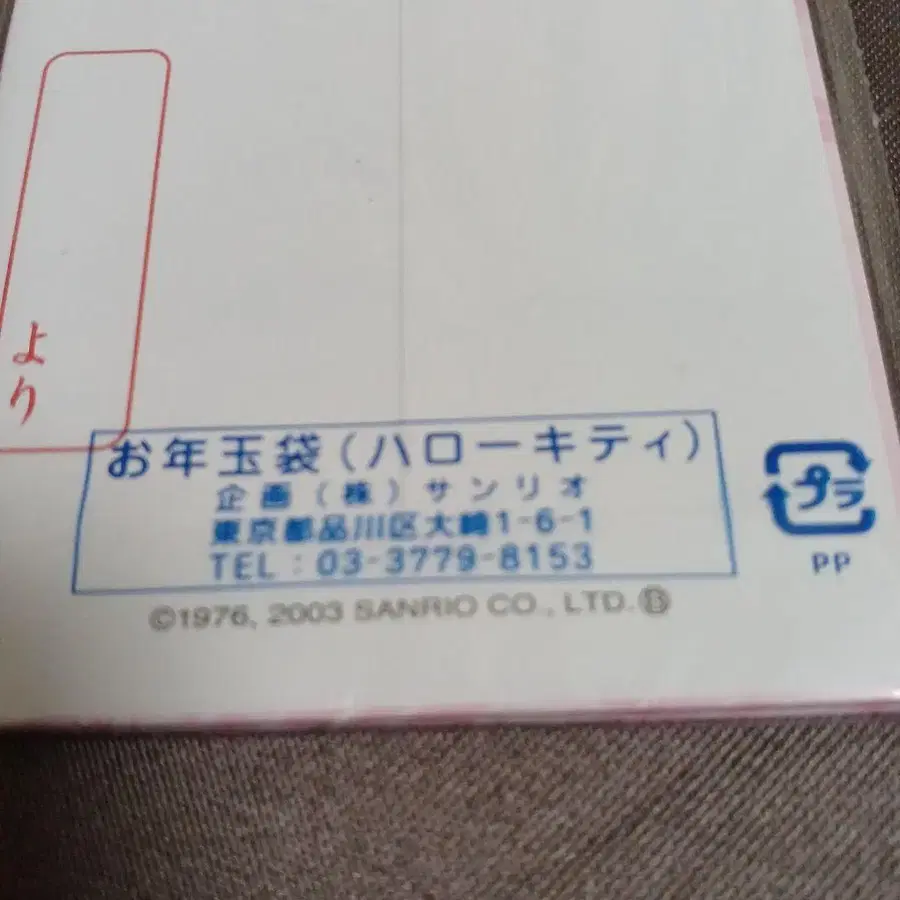 より
お年玉袋(ハローキティ)
企画(株)サンリオ
東京都品川区大崎1-6-1
TEL:03-3779-8153
©1976, 2003 SANRIO CO., LTD. Ⓑ
プラ
PP